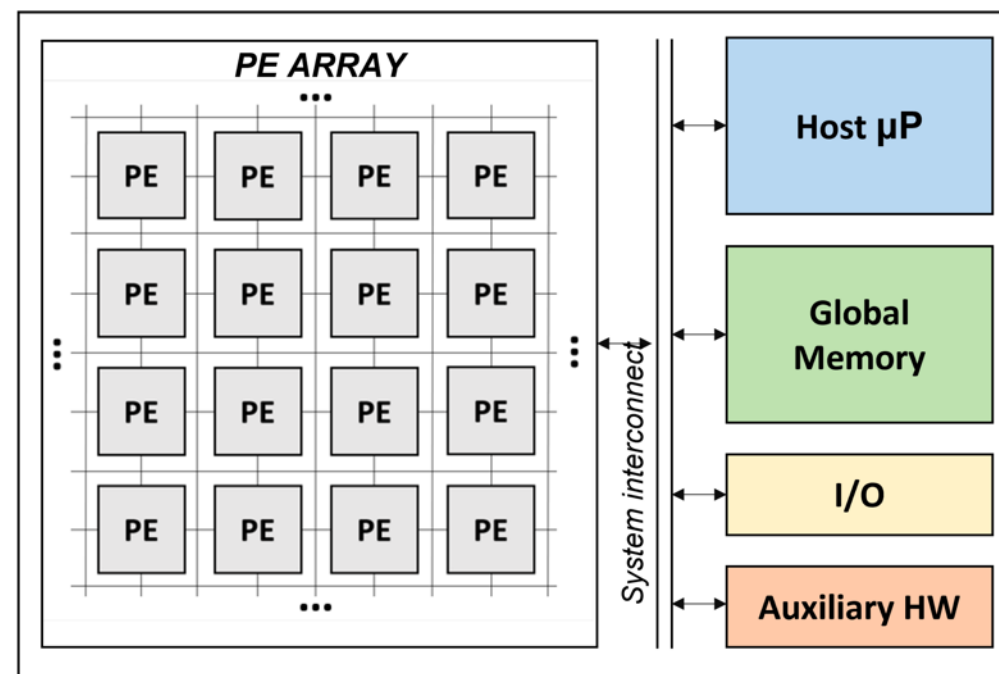 PE ARRAY
•••
PE PE PE PE
PE PE PE PE
PE PE PE PE
PE PE PE PE
•••
System interconnect
Host µP
Global
Memory
I/O
Auxiliary HW